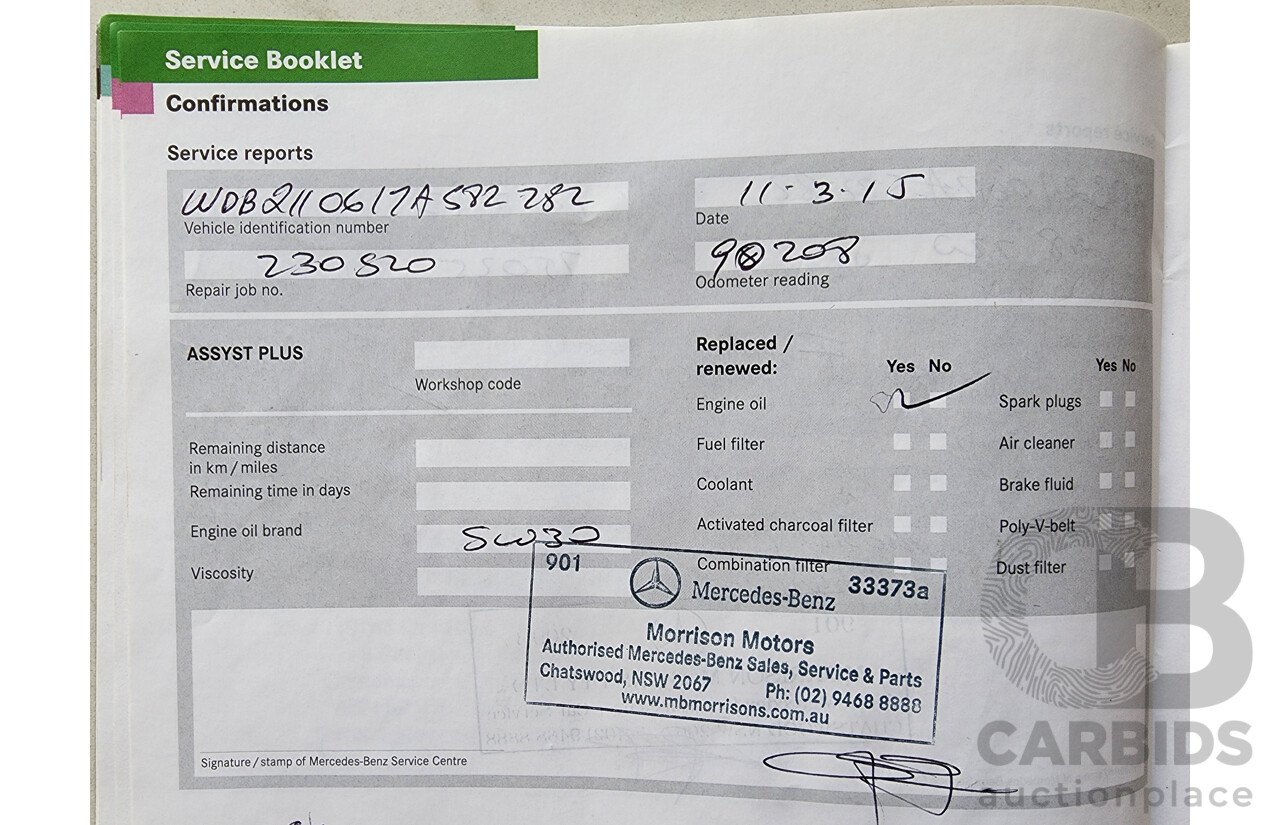 Service Booklet
Confirmations
Service reports
WDB2110617A582282
Vehicle identification number
11-3-15
Date
230820
Repair job no.
208
Odometer reading
ASSYST PLUS
Workshop code
Remaining distance
in km/miles
Remaining time in days
Engine oil brand
5W30
Viscosity
Replaced /
renewed:
Yes No
Yes No
Engine oil
Spark plugs
Fuel filter
Air cleaner
Coolant
Brake fluid
Activated charcoal filter
Poly-V-belt
Combination filter
Dust filter
901
33373a
Mercedes-Benz
Morrison Motors
Authorised Mercedes-Benz Sales, Service & Parts
Chatswood, NSW 2067 Ph: (02) 9468 8888
www.mbmorrisons.com.au
Signature/stamp of Mercedes-Benz Service Centre
CB
CARBIDS
auctionplace